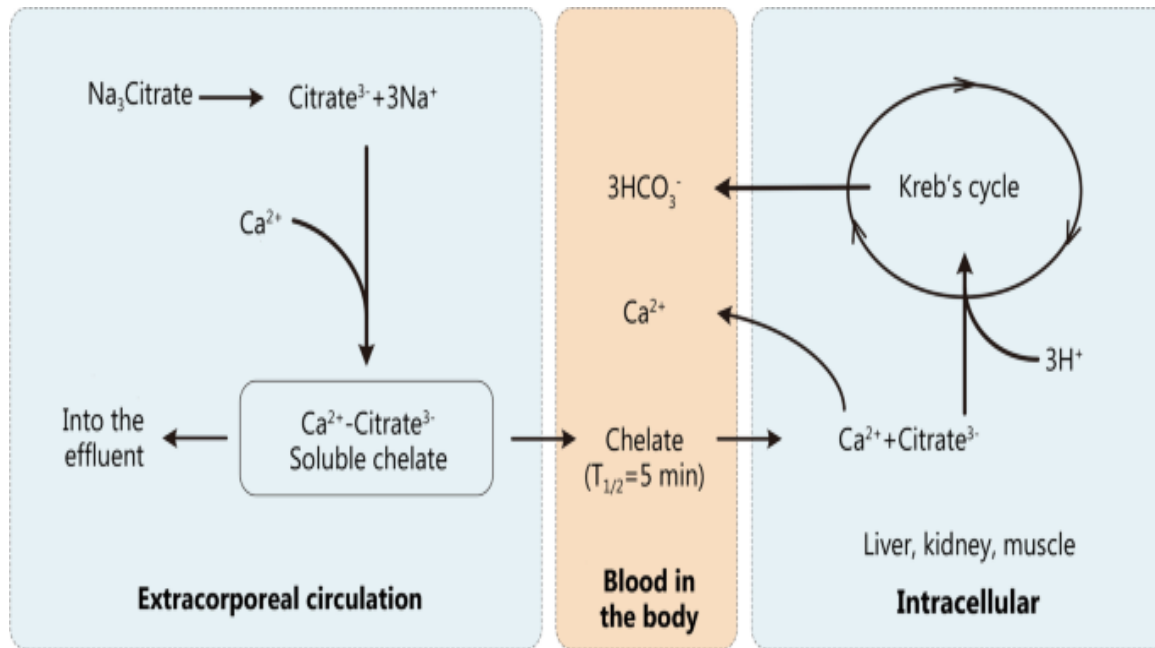 Na₃Citrate
Citrate³⁻+3Na⁺
Ca²⁺
Ca²⁺-Citrate³⁻
Soluble chelate
Into the
effluent
Extracorporeal circulation
3HCO₃⁻
Ca²⁺
Chelate
(T₁/₂=5 min)
Blood in
the body
Kreb's cycle
3H⁺
Ca²⁺+Citrate³⁻
Liver, kidney, muscle
Intracellular